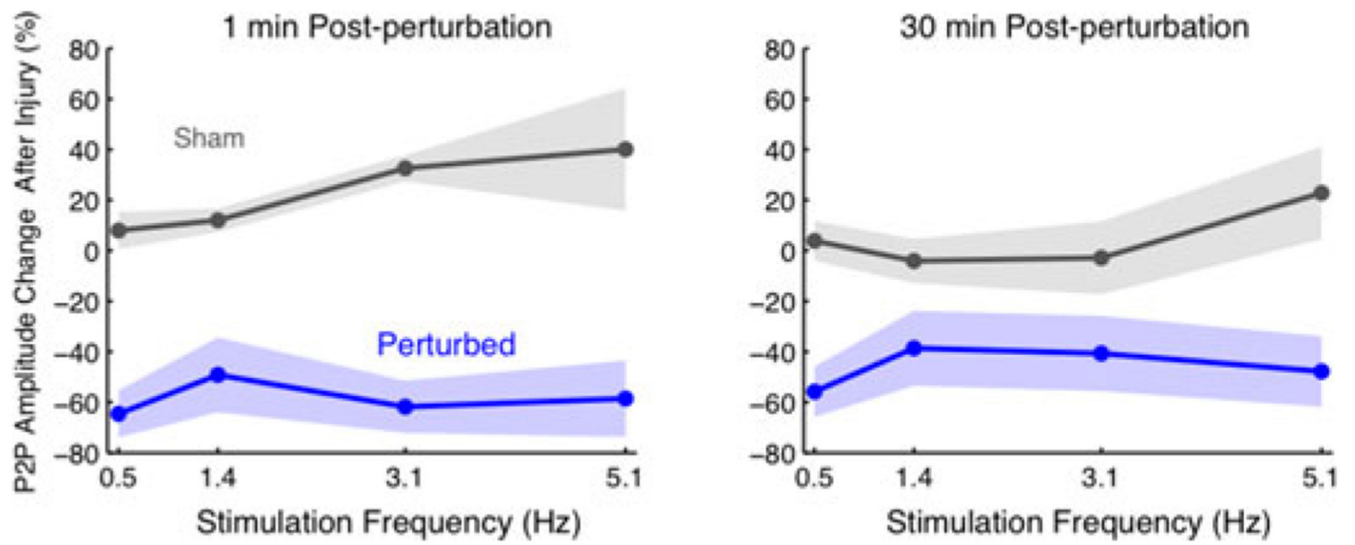 P2P Amplitude Change After Injury (%)
1 min Post-perturbation
80
60
40
20
0
−20
−40
−60
−80
Sham
Perturbed
0.5 1.4 3.1 5.1
Stimulation Frequency (Hz)
30 min Post-perturbation
80
60
40
20
0
−20
−40
−60
−80
0.5 1.4 3.1 5.1
Stimulation Frequency (Hz)